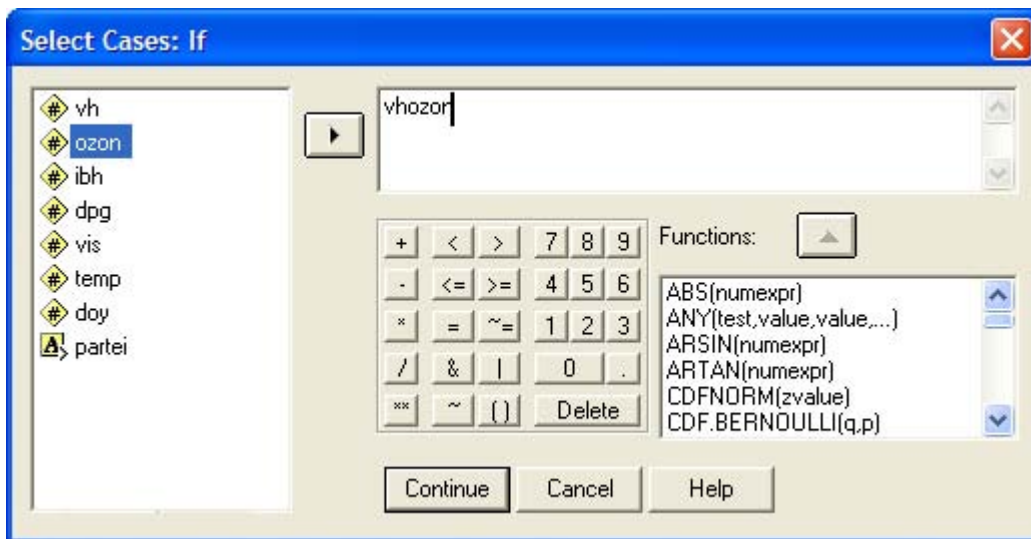 Select Cases: If
vh
ozon
ibh
dpg
vis
temp
doy
partei
vhozon
+ < > 7 8 9
- <= >= 4 5 6
* = ~= 1 2 3
/ & | 0 .
** ~ () Delete
Functions:
ABS(numexpr)
ANY(test,value,value,...)
ARSIN(numexpr)
ARTAN(numexpr)
CDFNORM(zvalue)
CDF.BERNOULLI(q,p)
Continue Cancel Help